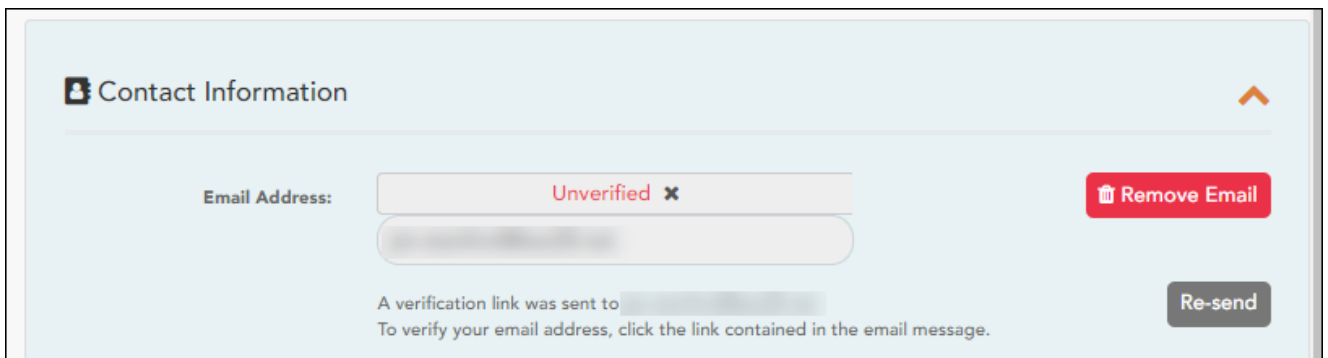 Contact Information
Email Address:
Unverified ✖
Remove Email
A verification link was sent to
Re-send
To verify your email address, click the link contained in the email message.